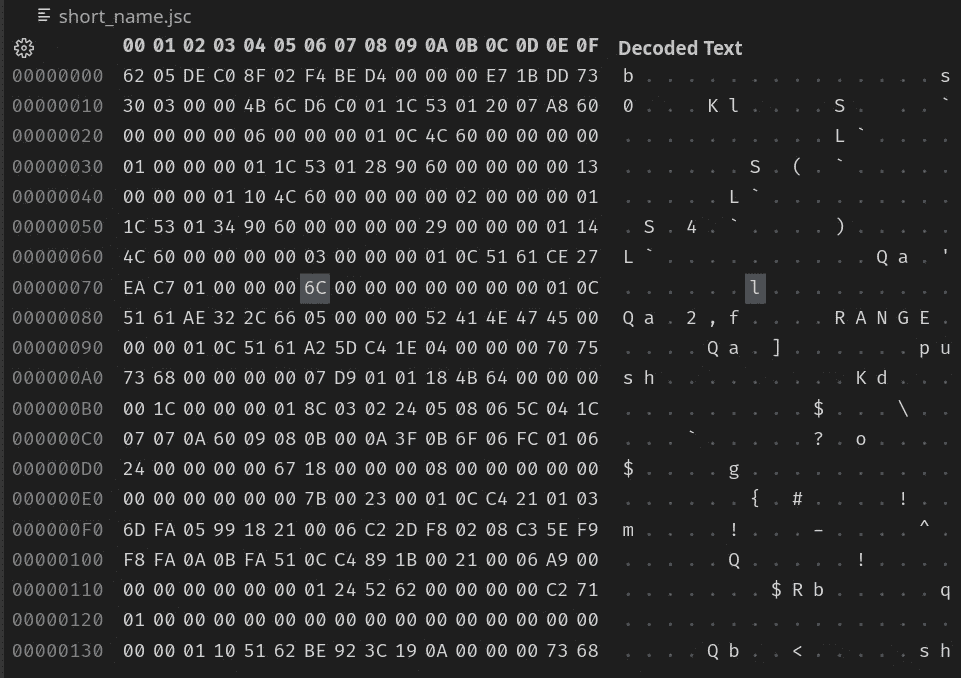 short_name.jsc
00 01 02 03 04 05 06 07 08 09 0A 0B 0C 0D 0E 0F Decoded Text
00000000 62 05 DE C0 8F 02 F4 BE D4 00 00 00 E7 1B DD 73 b . . . . . . . . . . . . . . s
00000010 30 03 00 00 4B 6C D6 C0 01 1C 53 01 20 07 A8 60 0 . . . K l . . . . S .   . . `
00000020 00 00 00 00 06 00 00 00 01 0C 4C 60 00 00 00 00 . . . . . . . . . . L ` . . . .
00000030 01 00 00 00 01 1C 53 01 28 90 60 00 00 00 00 13 . . . . . . S . ( . ` . . . . .
00000040 00 00 00 01 10 4C 60 00 00 00 00 02 00 00 00 01 . . . . . L ` . . . . . . . . .
00000050 1C 53 01 34 90 60 00 00 00 00 29 00 00 00 01 14 . S . 4 . ` . . . . ) . . . . .
00000060 4C 60 00 00 00 00 03 00 00 00 01 0C 51 61 CE 27 L ` . . . . . . . . . . Q a . '
00000070 EA C7 01 00 00 00 6C 00 00 00 00 00 00 00 01 0C . . . . . . l . . . . . . . . .
00000080 51 61 AE 32 2C 66 05 00 00 00 52 41 4E 47 45 00 Q a . 2 , f . . . . R A N G E .
00000090 00 00 01 0C 51 61 A2 5D C4 1E 04 00 00 00 70 75 . . . . Q a . ] . . . . . . p u
000000A0 73 68 00 00 00 00 07 D9 01 01 18 4B 64 00 00 00 s h . . . . . . . . . K d . . .
000000B0 00 1C 00 00 00 01 8C 03 02 24 05 08 06 5C 04 1C . . . . . . . . . $ . . . \ . .
000000C0 07 07 0A 60 09 08 0B 00 0A 3F 0B 6F 06 FC 01 06 . . . ` . . . . . ? . o . . . .
000000D0 24 00 00 00 00 67 18 00 00 00 08 00 00 00 00 00 $ . . . . g . . . . . . . . . .
000000E0 00 00 00 00 00 00 7B 00 23 00 01 0C C4 21 01 03 . . . . . . { . # . . . . ! . .
000000F0 6D FA 05 99 18 21 00 06 C2 2D F8 02 08 C3 5E F9 m . . . . ! . . . - . . . . ^ .
00000100 F8 FA 0A 0B FA 51 0C C4 89 1B 00 21 00 06 A9 00 . . . . . Q . . . . . ! . . . .
00000110 00 00 00 00 00 00 01 24 52 62 00 00 00 00 C2 71 . . . . . . . $ R b . . . . . q
00000120 01 00 00 00 00 00 00 00 00 00 00 00 00 00 00 00 . . . . . . . . . . . . . . . .
00000130 00 00 01 10 51 62 BE 92 3C 19 0A 00 00 00 73 68 . . . . Q b . . < . . . . . s h